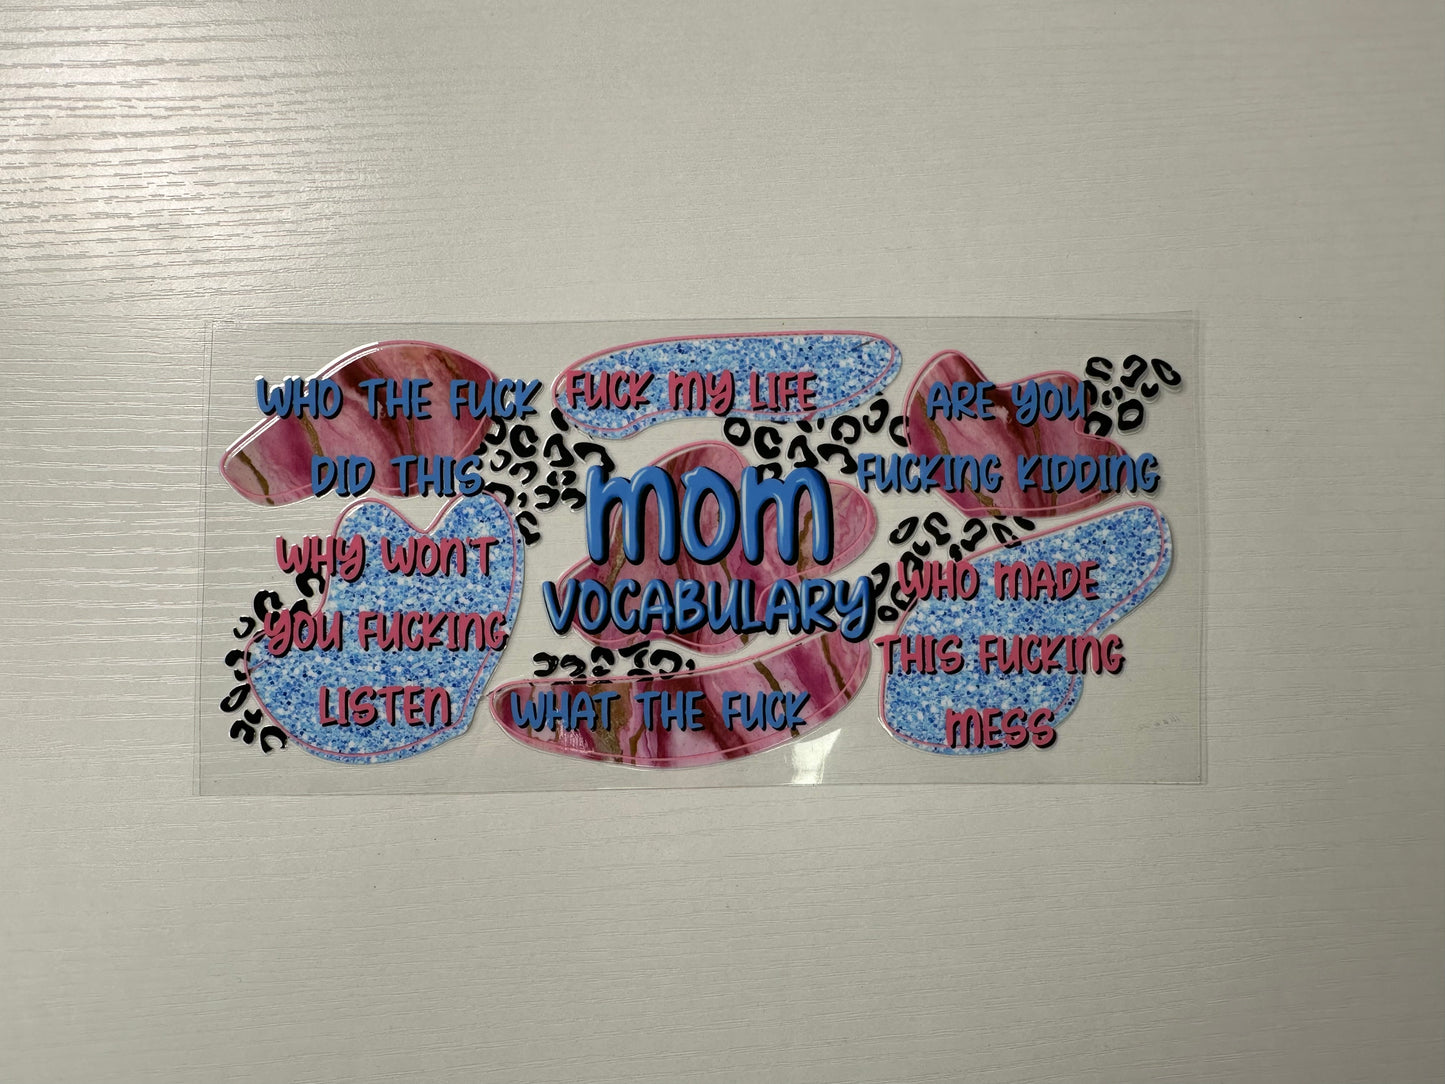 WHO THE FUCK
DID THIS
FUCK MY LIFE
ARE YOU
FUCKING KIDDING
MOM
VOCABULARY
WHY WON'T
YOU FUCKING
LISTEN
WHAT THE FUCK
WHO MADE
THIS FUCKING
MESS